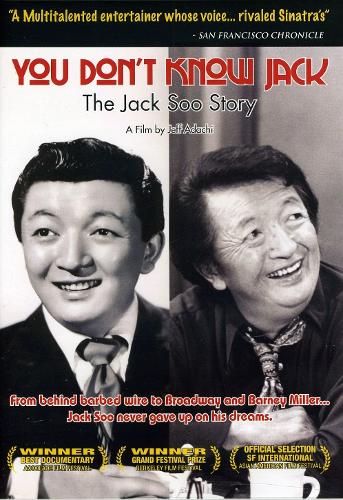 "A Multitalented entertainer whose voice... rivaled Sinatra's"
- SAN FRANCISCO CHRONICLE
YOU DON'T KNOW JACK
The Jack Soo Story
A Film by Jeff Adachi
From behind barbed wire to Broadway and Barney Miller...
Jack Soo never gave up on his dreams.
WINNER
BEST DOCUMENTARY
FILM FESTIVAL
WINNER
GRAND FESTIVAL PRIZE
BERKELEY FILM FESTIVAL
OFFICIAL SELECTION
SF INTERNATIONAL
ASIAN AMERICAN FILM FESTIVAL